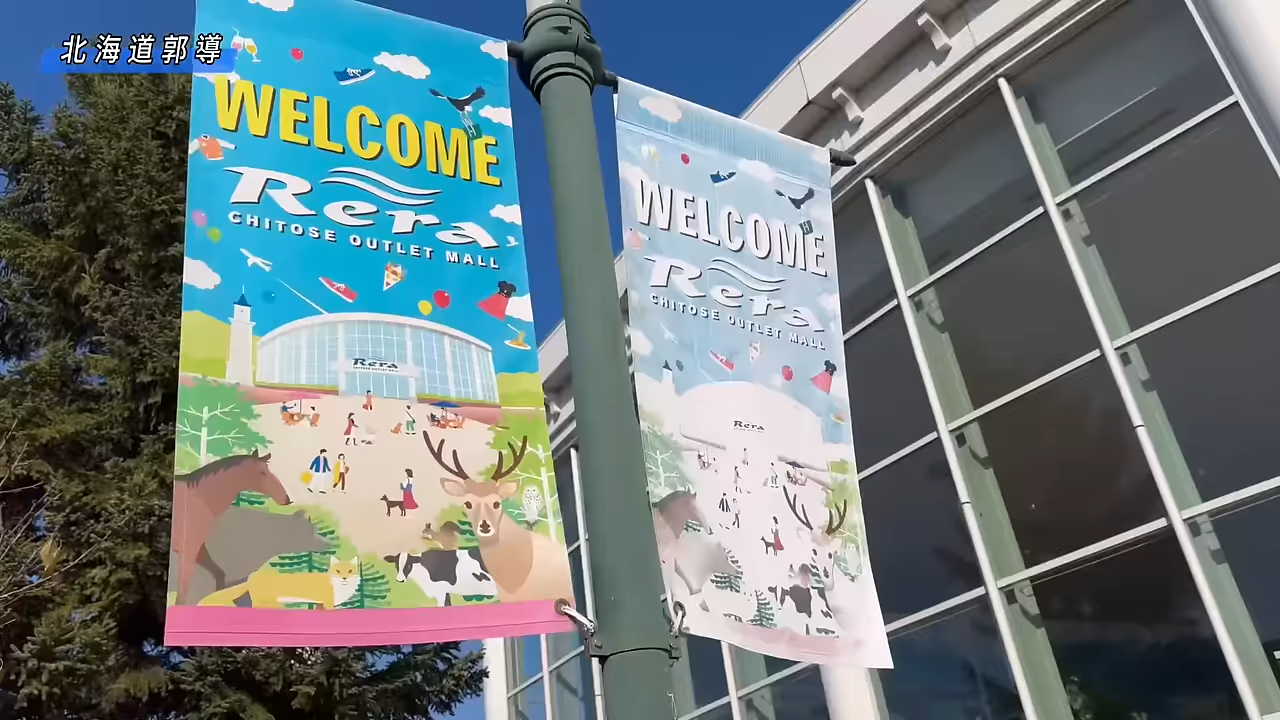 北海道郭導
WELCOME
Rera
CHITOSE OUTLET MALL
Rera
WELCOME
Rera
CHITOSE OUTLET MALL
Rera